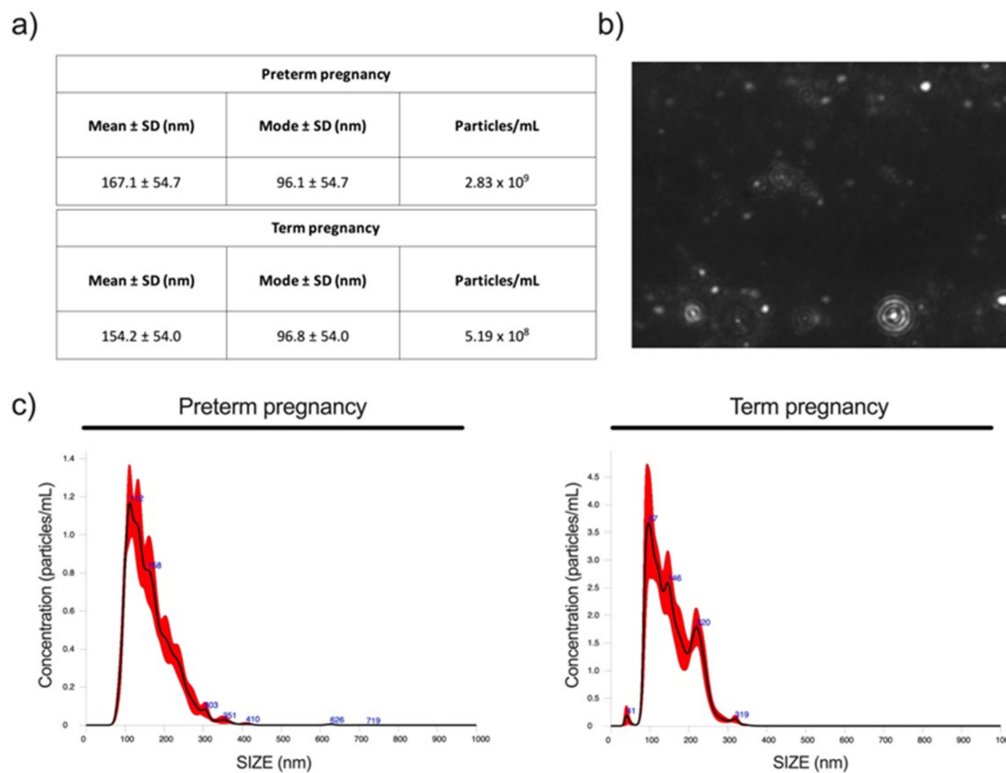 a)
b)
Preterm pregnancy
Mean ± SD (nm) Mode ± SD (nm) Particles/mL
167.1 ± 54.7 96.1 ± 54.7 2.83 x 10⁹
Term pregnancy
Mean ± SD (nm) Mode ± SD (nm) Particles/mL
154.2 ± 54.0 96.8 ± 54.0 5.19 x 10⁸
c)
Preterm pregnancy
Concentration (particles/mL)
1.4
1.2
1.0
0.8
0.6
0.4
0.2
0
303
351
410
626
719
0 100 200 300 400 500 600 700 800 900 1000
SIZE (nm)
Term pregnancy
Concentration (particles/mL)
4.5
4.0
3.5
3.0
2.5
2.0
1.5
1.0
0.5
0
319
0 100 200 300 400 500 600 700 800 900
SIZE (nm)